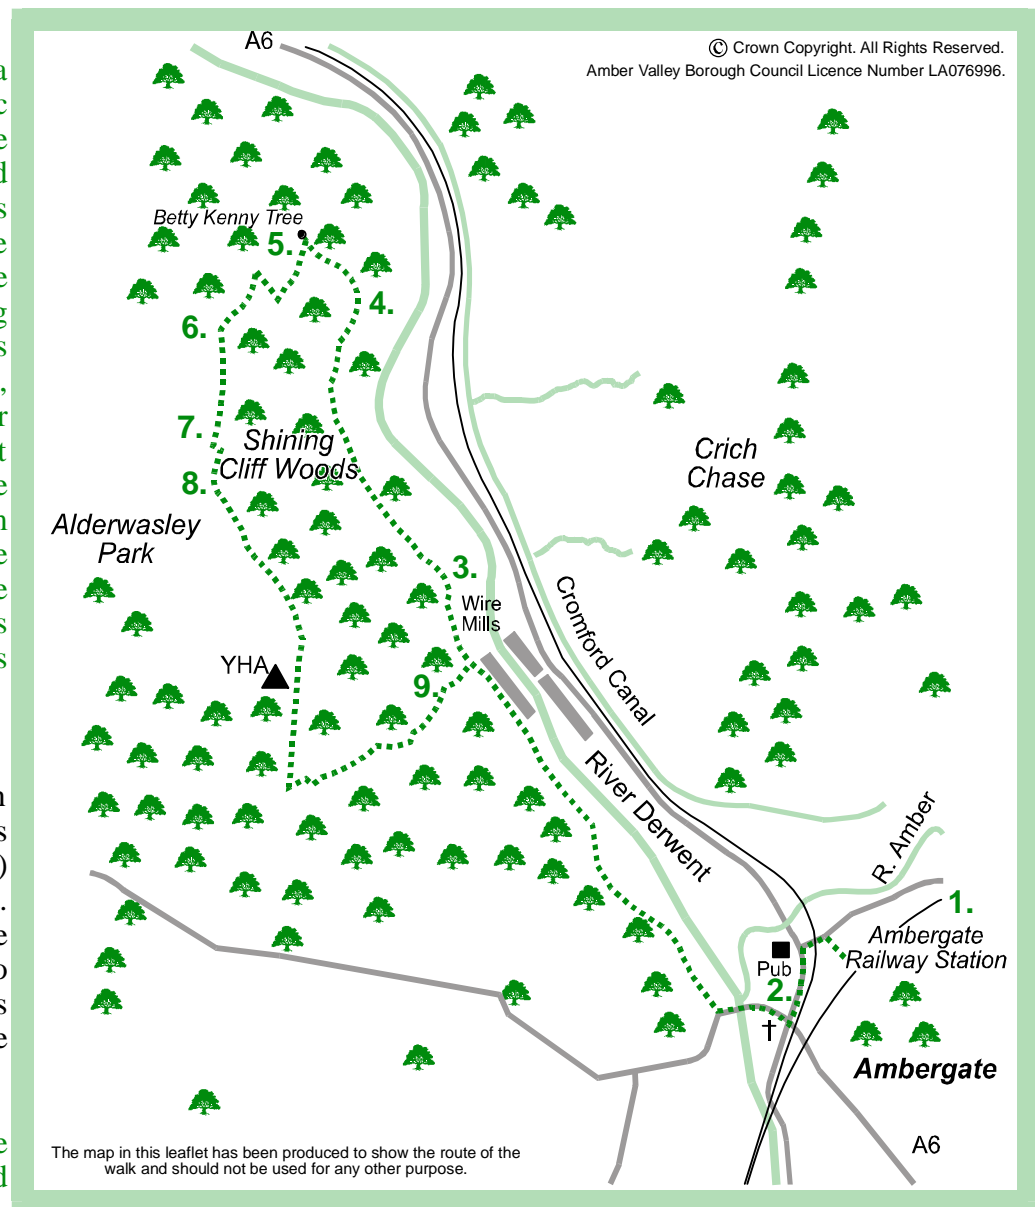 A6
© Crown Copyright. All Rights Reserved.
Amber Valley Borough Council Licence Number LA076996.
Betty Kenny Tree
5.
4.
6.
7.
Shining
Cliff Woods
8.
Crich
Chase
Alderwasley
Park
3.
Wire
Mills
Cromford Canal
YHA
9.
River Derwent
R. Amber
1.
Ambergate
Railway Station
Pub
2.
Ambergate
A6
The map in this leaflet has been produced to show the route of the
walk and should not be used for any other purpose.